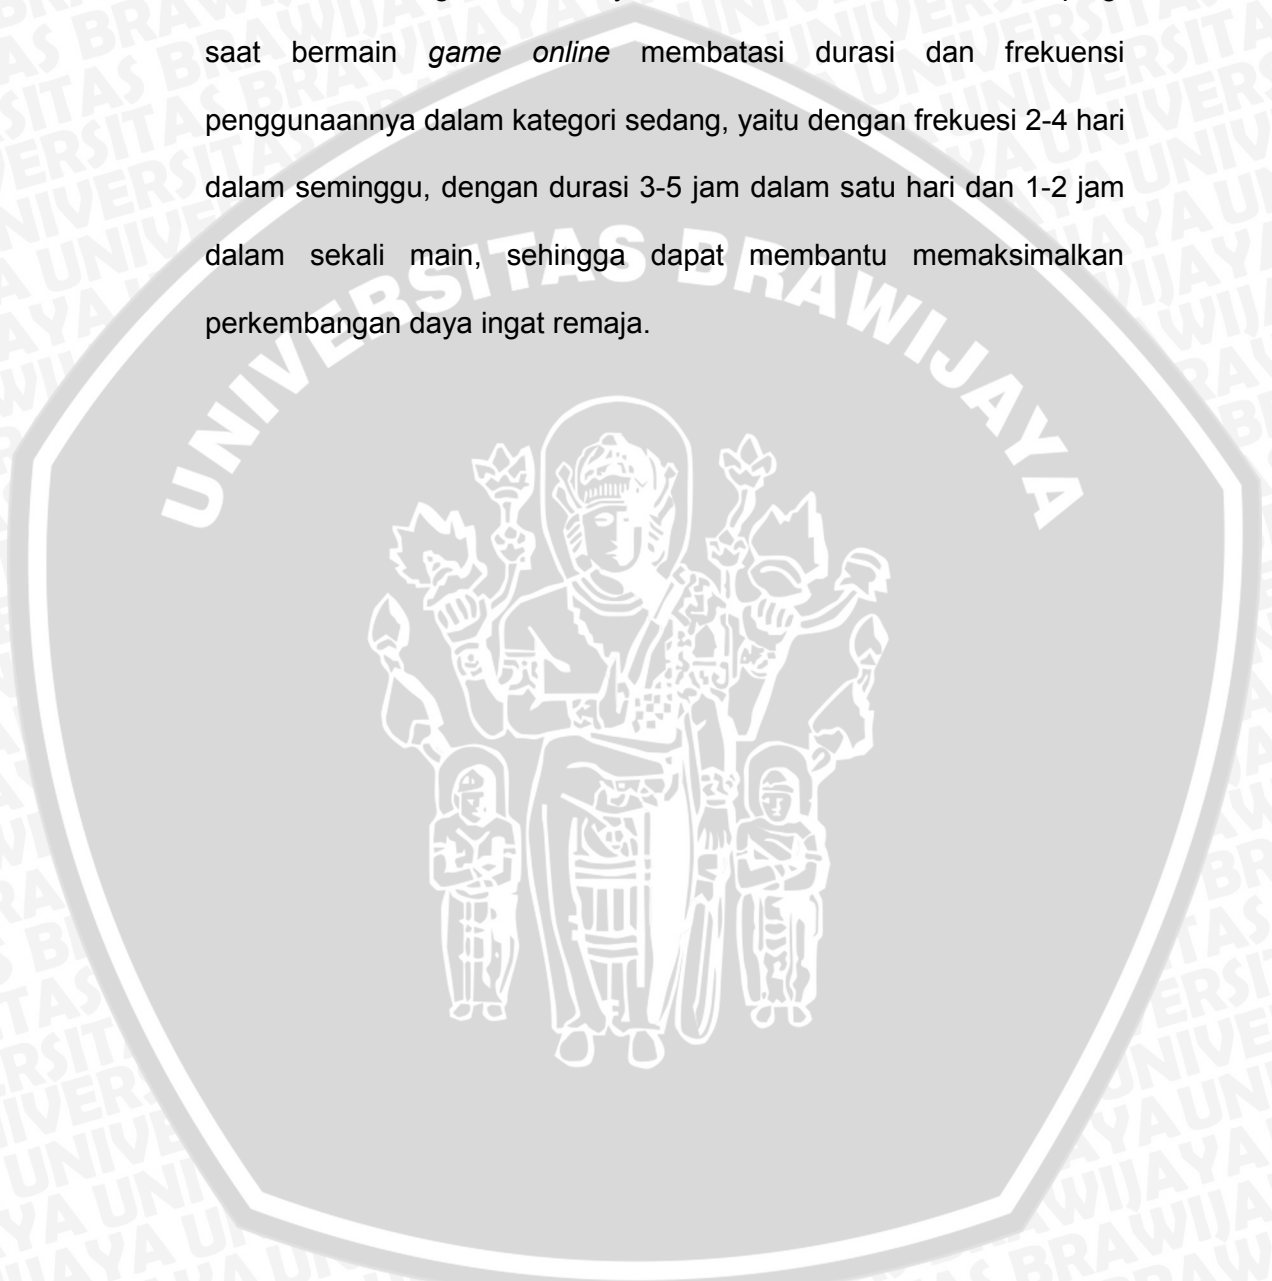 saat bermain game online membatasi durasi dan frekuensi
penggunaannya dalam kategori sedang, yaitu dengan frekuesi 2-4 hari
dalam seminggu, dengan durasi 3-5 jam dalam satu hari dan 1-2 jam
dalam sekali main, sehingga dapat membantu memaksimalkan
perkembangan daya ingat remaja.
UNIVERSITAS BRAWIJAYA